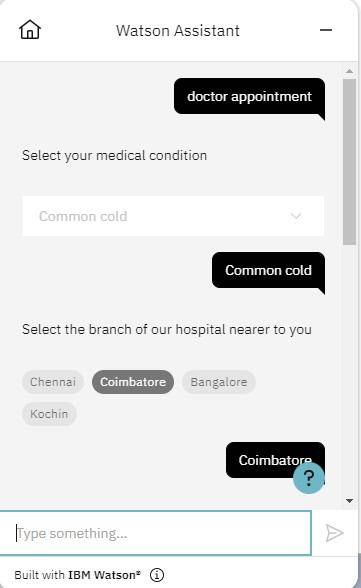 Watson Assistant
doctor appointment
Select your medical condition
Common cold
Common cold
Select the branch of our hospital nearer to you
Chennai Coimbatore Bangalore
Kochin
Coimbatore
?
Type something...
Built with IBM Watson®